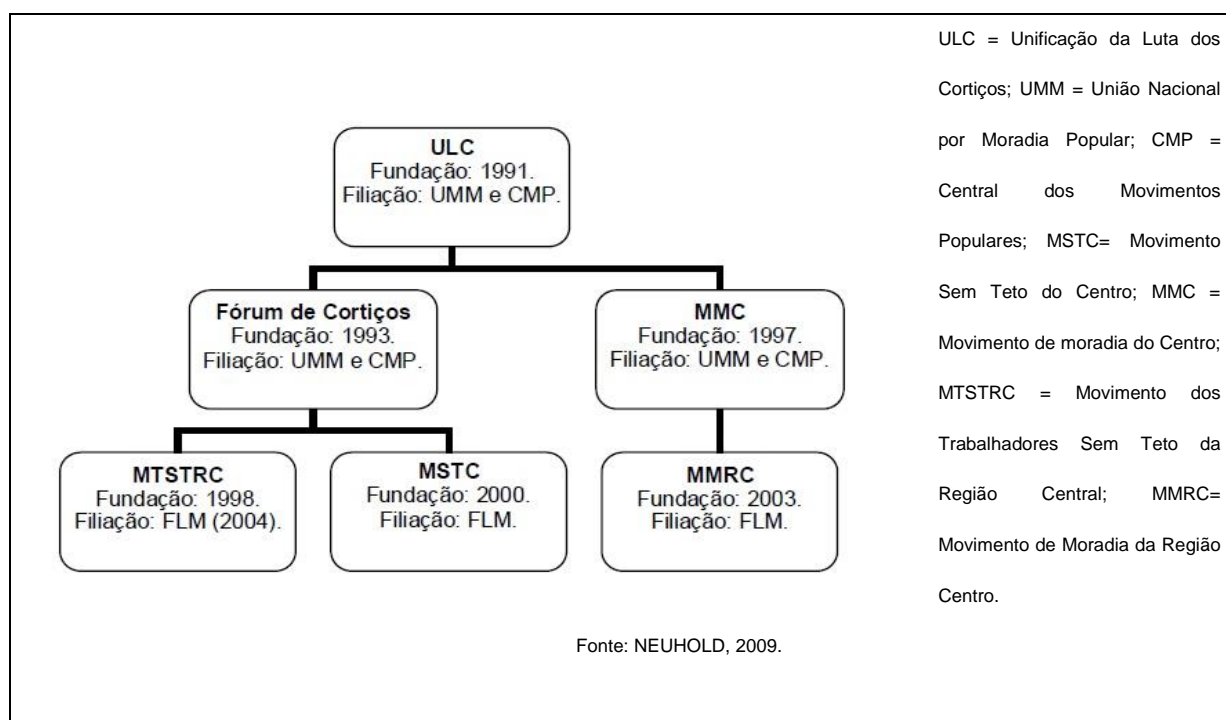 ULC
Fundação: 1991.
Filiação: UMM e CMP.
Fórum de Cortiços
Fundação: 1993.
Filiação: UMM e CMP.
MMC
Fundação: 1997.
Filiação: UMM e CMP.
MTSTRC
Fundação: 1998.
Filiação: FLM (2004).
MSTC
Fundação: 2000.
Filiação: FLM.
MMRC
Fundação: 2003.
Filiação: FLM.
Fonte: NEUHOLD, 2009.
ULC = Unificação da Luta dos
Cortiços; UMM = União Nacional
por Moradia Popular; CMP =
Central dos Movimentos
Populares; MSTC= Movimento
Sem Teto do Centro; MMC =
Movimento de moradia do Centro;
MTSTRC = Movimento dos
Trabalhadores Sem Teto da
Região Central; MMRC=
Movimento de Moradia da Região
Centro.